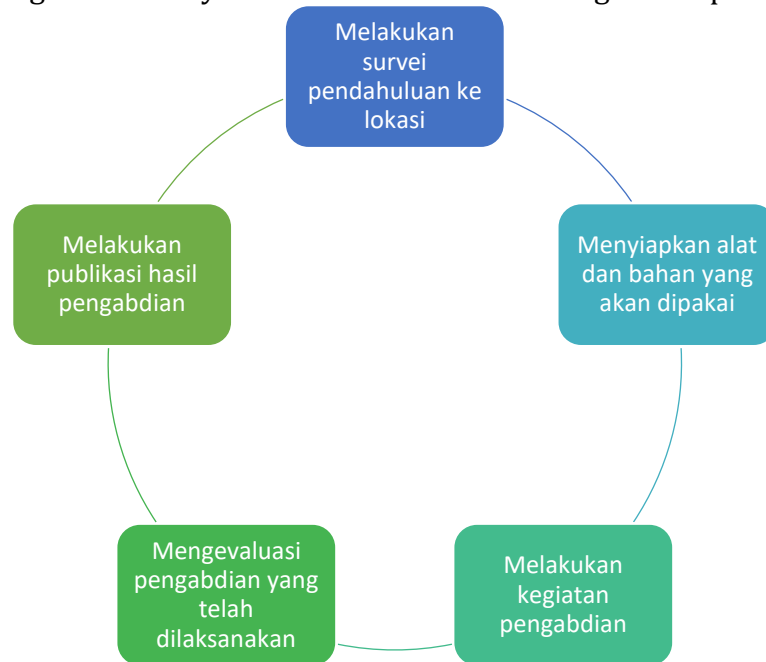 Melakukan
survei
pendahuluan ke
lokasi
Menyiapkan alat
dan bahan yang
akan dipakai
Melakukan
kegiatan
pengabdian
Mengevaluasi
pengabdian yang
telah
dilaksanakan
Melakukan
publikasi hasil
pengabdian